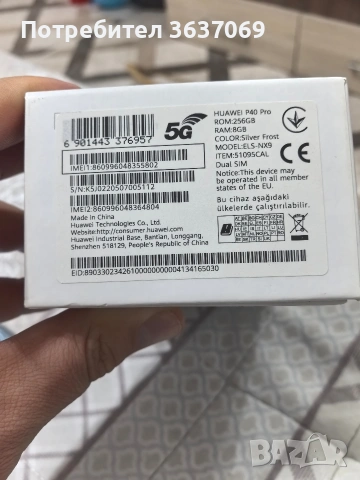 Потребител 3637069
6 901443 376957
5G
HUAWEI P40 Pro
ROM:256GB
RAM:8GB
COLOR:Silver Frost
MODEL:ELS-NX9
ITEM:51095CAL
Dual SIM
Notice:This device may
be operated in all member
states of the EU.
Bu cihaz aşağıdaki
ülkelerde çalıştırılabilir.
IMEI1:860996048355802
S/N:K5J0220507005112
IMEI2:860996048364804
Made in China
Huawei Technologies Co., Ltd.
Website:http://consumer.huawei.com
Huawei Industrial Base, Bantian, Longgang,
Shenzhen 518129, People's Republic of China
EID:89033023426100000000004134165030
BAZAR